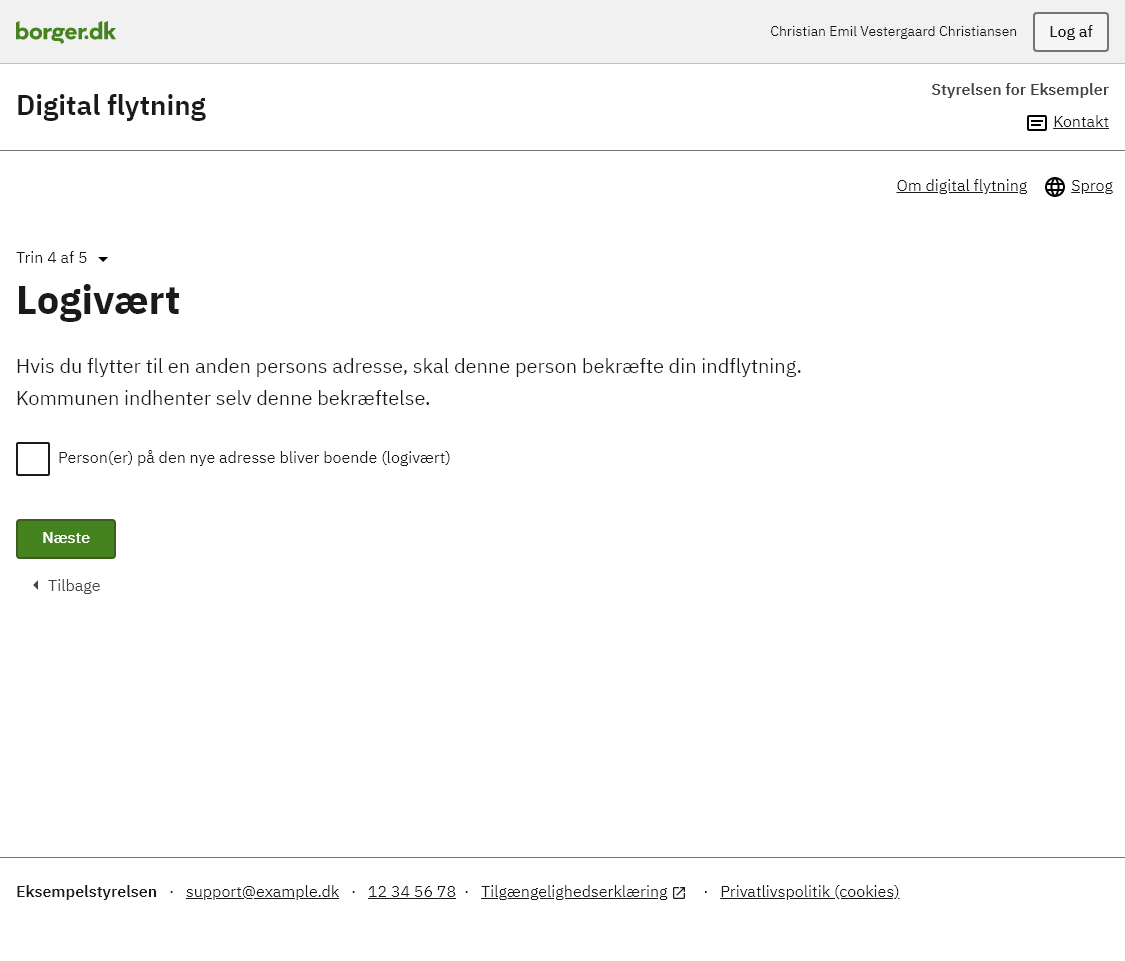 borger.dk
Christian Emil Vestergaard Christiansen
Log af
Digital flytning
Styrelsen for Eksempler
Kontakt
Om digital flytning
Sprog
Trin 4 af 5
Logivært
Hvis du flytter til en anden persons adresse, skal denne person bekræfte din indflytning.
Kommunen indhenter selv denne bekræftelse.
Person(er) på den nye adresse bliver boende (logivært)
Næste
Tilbage
Eksempelstyrelsen · support@example.dk · 12 34 56 78 · Tilgængelighedserklæring · Privatlivspolitik (cookies)